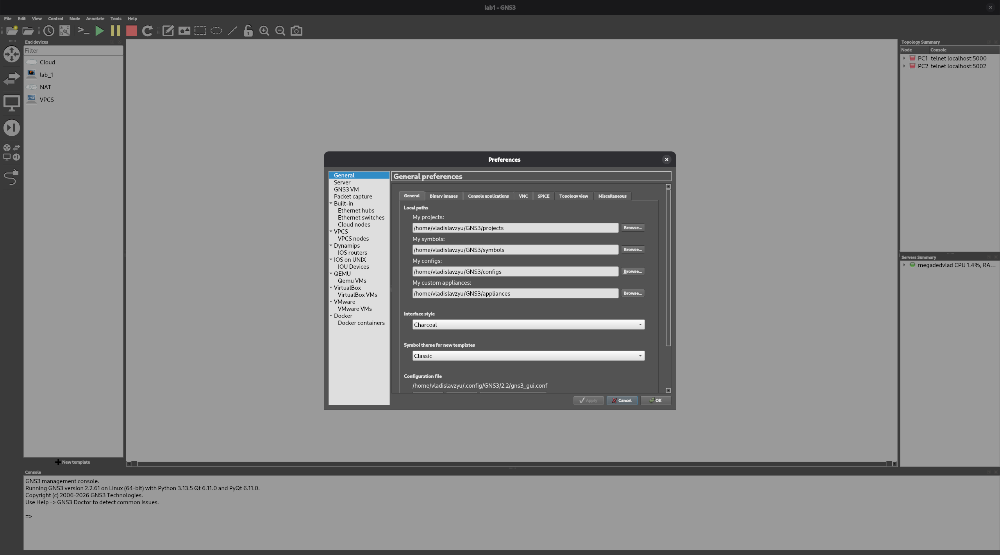 lab1 - GNS3
File Edit View Control Node Annotate Tools Help
End devices
Filter
Cloud
lab_1
NAT
VPCS
VPCS
New template
Topology Summary
Node Console
PC1 telnet localhost:5000
PC2 telnet localhost:5002
Servers Summary
megadedvlad CPU 1.4%, RA...
Preferences
General
Server
GNS3 VM
Packet capture
Built-in
Ethernet hubs
Ethernet switches
Cloud nodes
VPCS
VPCS nodes
Dynamips
IOS routers
IOS on UNIX
IOU Devices
QEMU
Qemu VMs
VirtualBox
VirtualBox VMs
VMware
VMware VMs
Docker
Docker containers
General preferences
General Binary images Console applications VNC SPICE Topology view Miscellaneous
Local paths
My projects:
/home/vladislavzyu/GNS3/projects Browse...
My symbols:
/home/vladislavzyu/GNS3/symbols Browse...
My configs:
/home/vladislavzyu/GNS3/configs Browse...
My custom appliances:
/home/vladislavzyu/GNS3/appliances Browse...
Interface style
Charcoal
Symbol theme for new templates
Classic
Configuration file
/home/vladislavzyu/.config/GNS3/2.2/gns3_gui.conf
Apply Cancel OK
Console
GNS3 management console.
Running GNS3 version 2.2.61 on Linux (64-bit) with Python 3.13.5 Qt 6.11.0 and PyQt 6.11.0.
Copyright (c) 2006-2026 GNS3 Technologies.
Use Help -> GNS3 Doctor to detect common issues.
=>